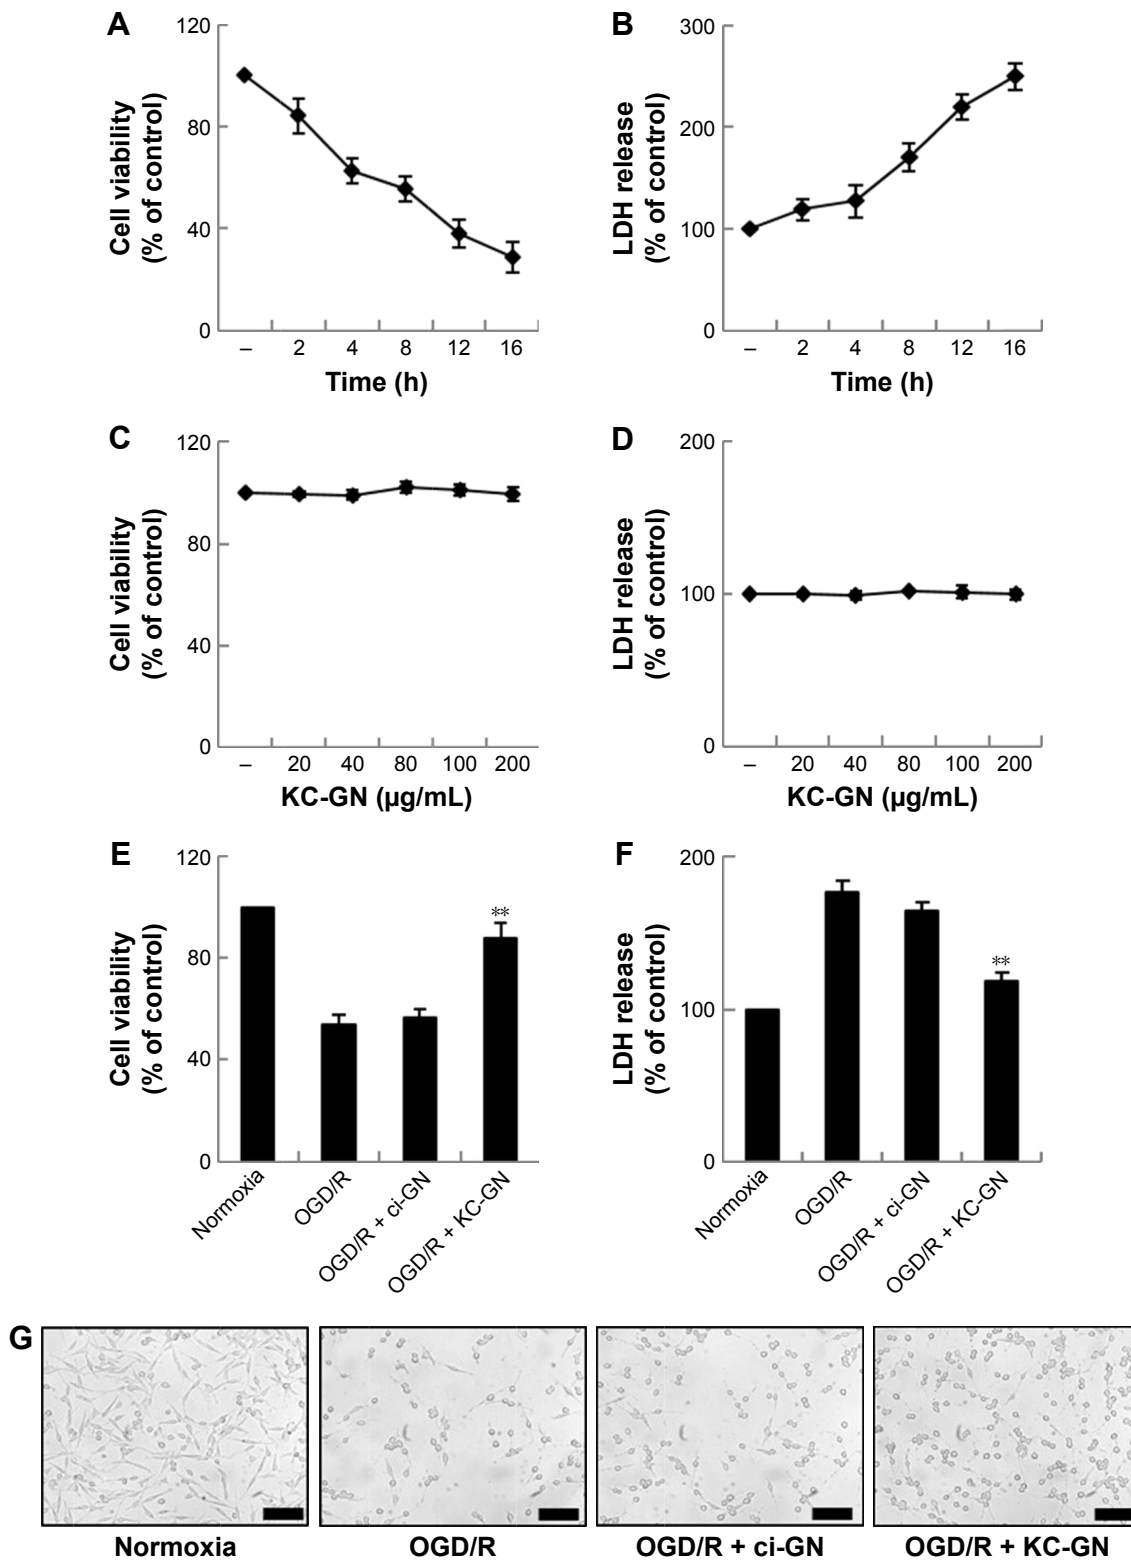 A
Cell viability
(% of control)
120
80
40
0
– 2 4 8 12 16
Time (h)
B
LDH release
(% of control)
300
200
100
0
– 2 4 8 12 16
Time (h)
C
Cell viability
(% of control)
120
80
40
0
– 20 40 80 100 200
KC-GN (µg/mL)
D
LDH release
(% of control)
200
100
0
– 20 40 80 100 200
KC-GN (µg/mL)
E
Cell viability
(% of control)
120
80
40
0
**
Normoxia
OGD/R
OGD/R + ci-GN
OGD/R + KC-GN
F
LDH release
(% of control)
200
100
0
**
Normoxia
OGD/R
OGD/R + ci-GN
OGD/R + KC-GN
G
Normoxia
OGD/R
OGD/R + ci-GN
OGD/R + KC-GN